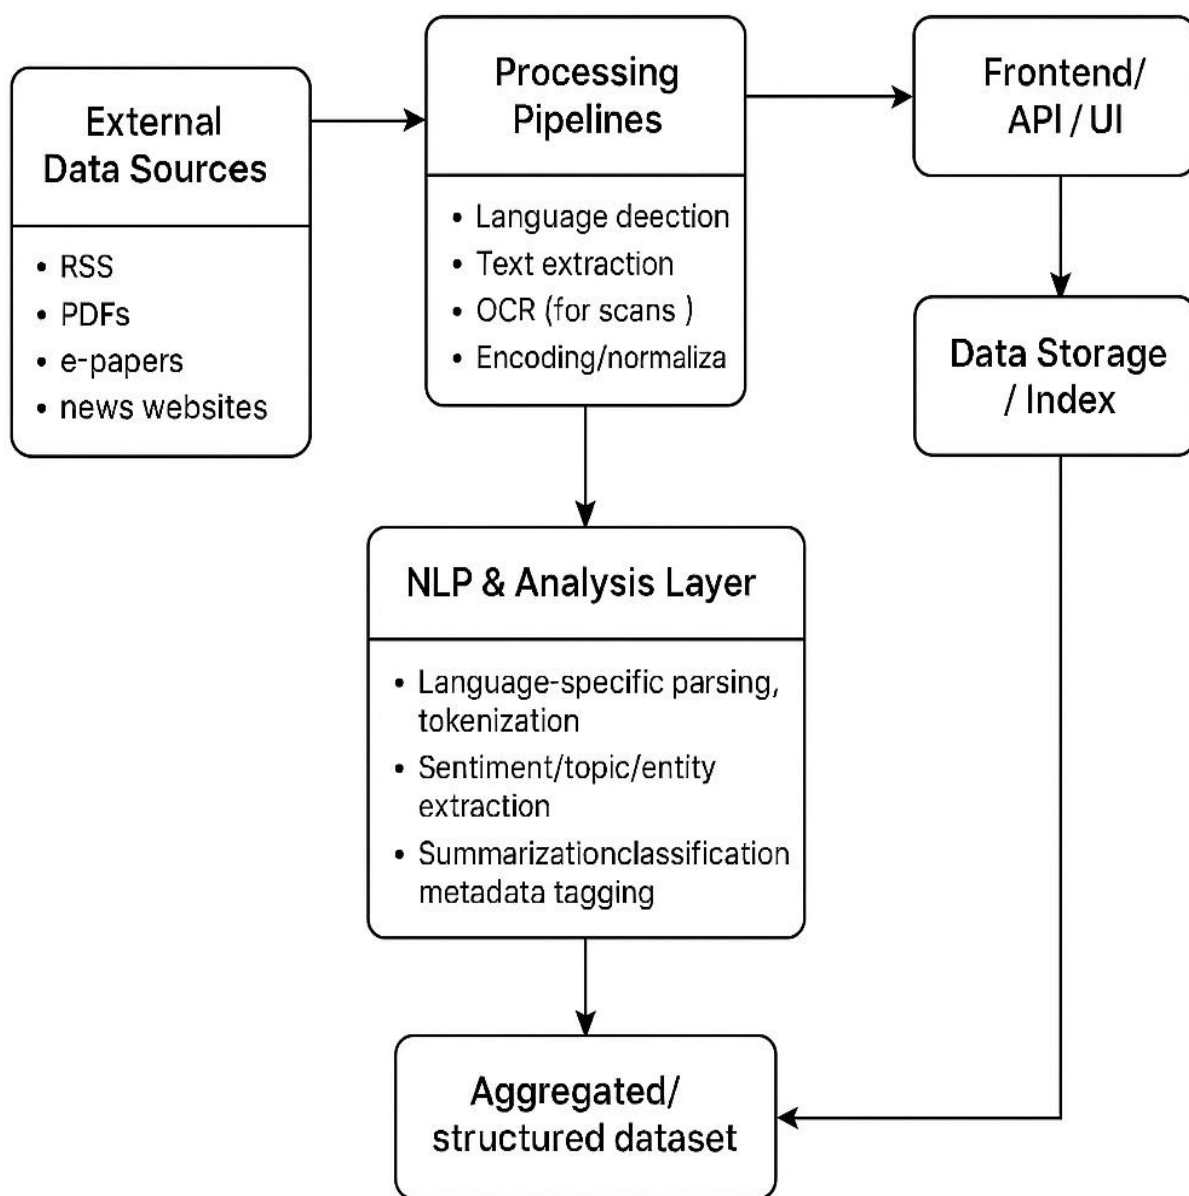 External
Data Sources
• RSS
• PDFs
• e-papers
• news websites
Processing
Pipelines
• Language deection
• Text extraction
• OCR (for scans )
• Encoding/normaliza
Frontend/
API / UI
Data Storage
/ Index
NLP & Analysis Layer
• Language-specific parsing,
tokenization
• Sentiment/topic/entity
extraction
• Summarizationclassification
metadata tagging
Aggregated/
structured dataset